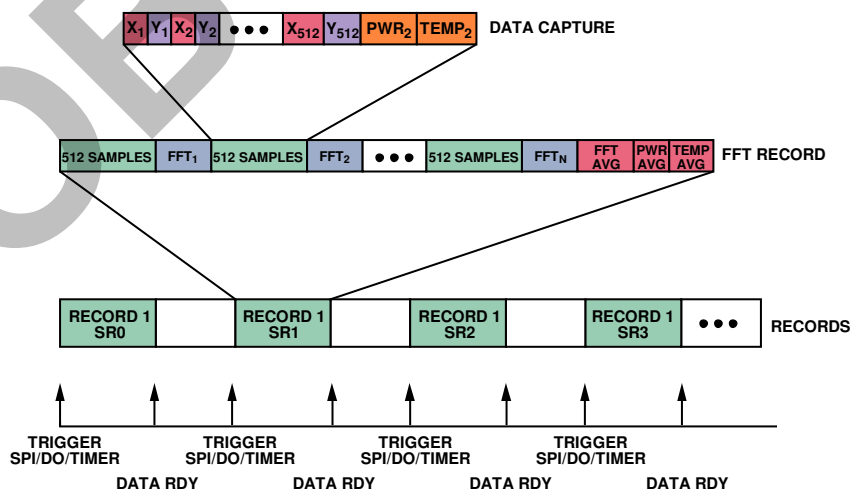 X1 Y1 X2 Y2 ●●● X512 Y512 PWR2 TEMP2 DATA CAPTURE
512 SAMPLES FFT1 512 SAMPLES FFT2 ●●● 512 SAMPLES FFTN FFT AVG PWR AVG TEMP AVG FFT RECORD
RECORD 1 SR0 RECORD 1 SR1 RECORD 1 SR2 RECORD 1 SR3 ●●● RECORDS
TRIGGER TRIGGER TRIGGER TRIGGER
SPI/DO/TIMER SPI/DO/TIMER SPI/DO/TIMER SPI/DO/TIMER
DATA RDY DATA RDY DATA RDY DATA RDY
OB